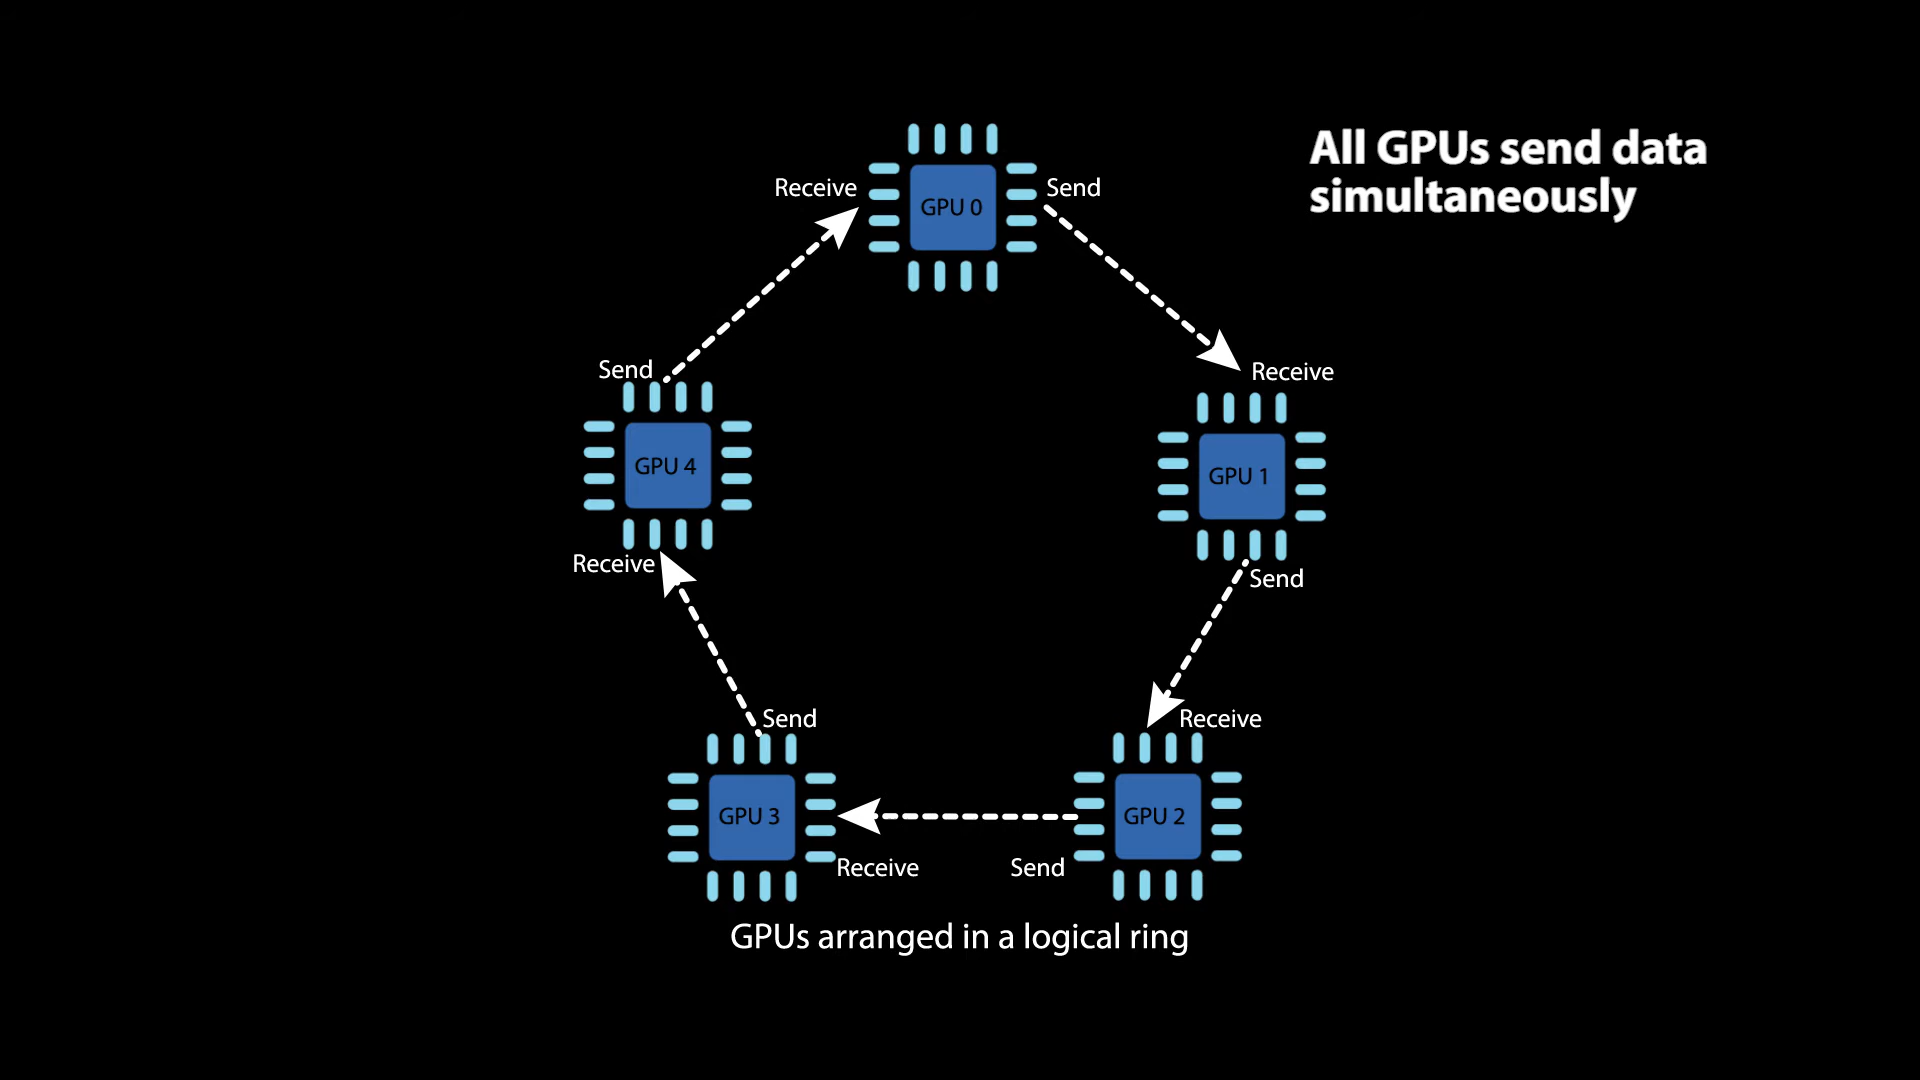 All GPUs send data
simultaneously
Receive
GPU 0
Send
Send
Receive
GPU 4
GPU 1
Receive
Send
Send
Receive
GPU 3
GPU 2
Receive
Send
GPUs arranged in a logical ring